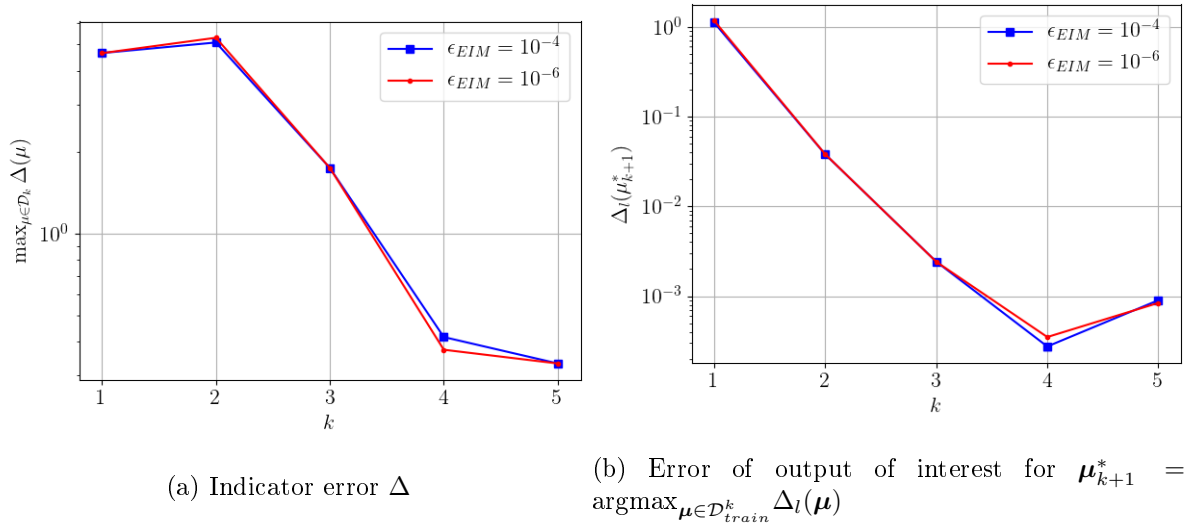 ϵ_EIM = 10^−4
ϵ_EIM = 10^−6
max_{μ∈𝒟_k} Δ(μ)
10^0
1 2 3 4 5
k
(a) Indicator error Δ
10^0
10^−1
10^−2
10^−3
ϵ_EIM = 10^−4
ϵ_EIM = 10^−6
Δ_l(μ*_{k+1})
1 2 3 4 5
k
(b) Error of output of interest for μ*_{k+1} =
argmax_{μ∈𝒟^k_{train}} Δ_l(μ)